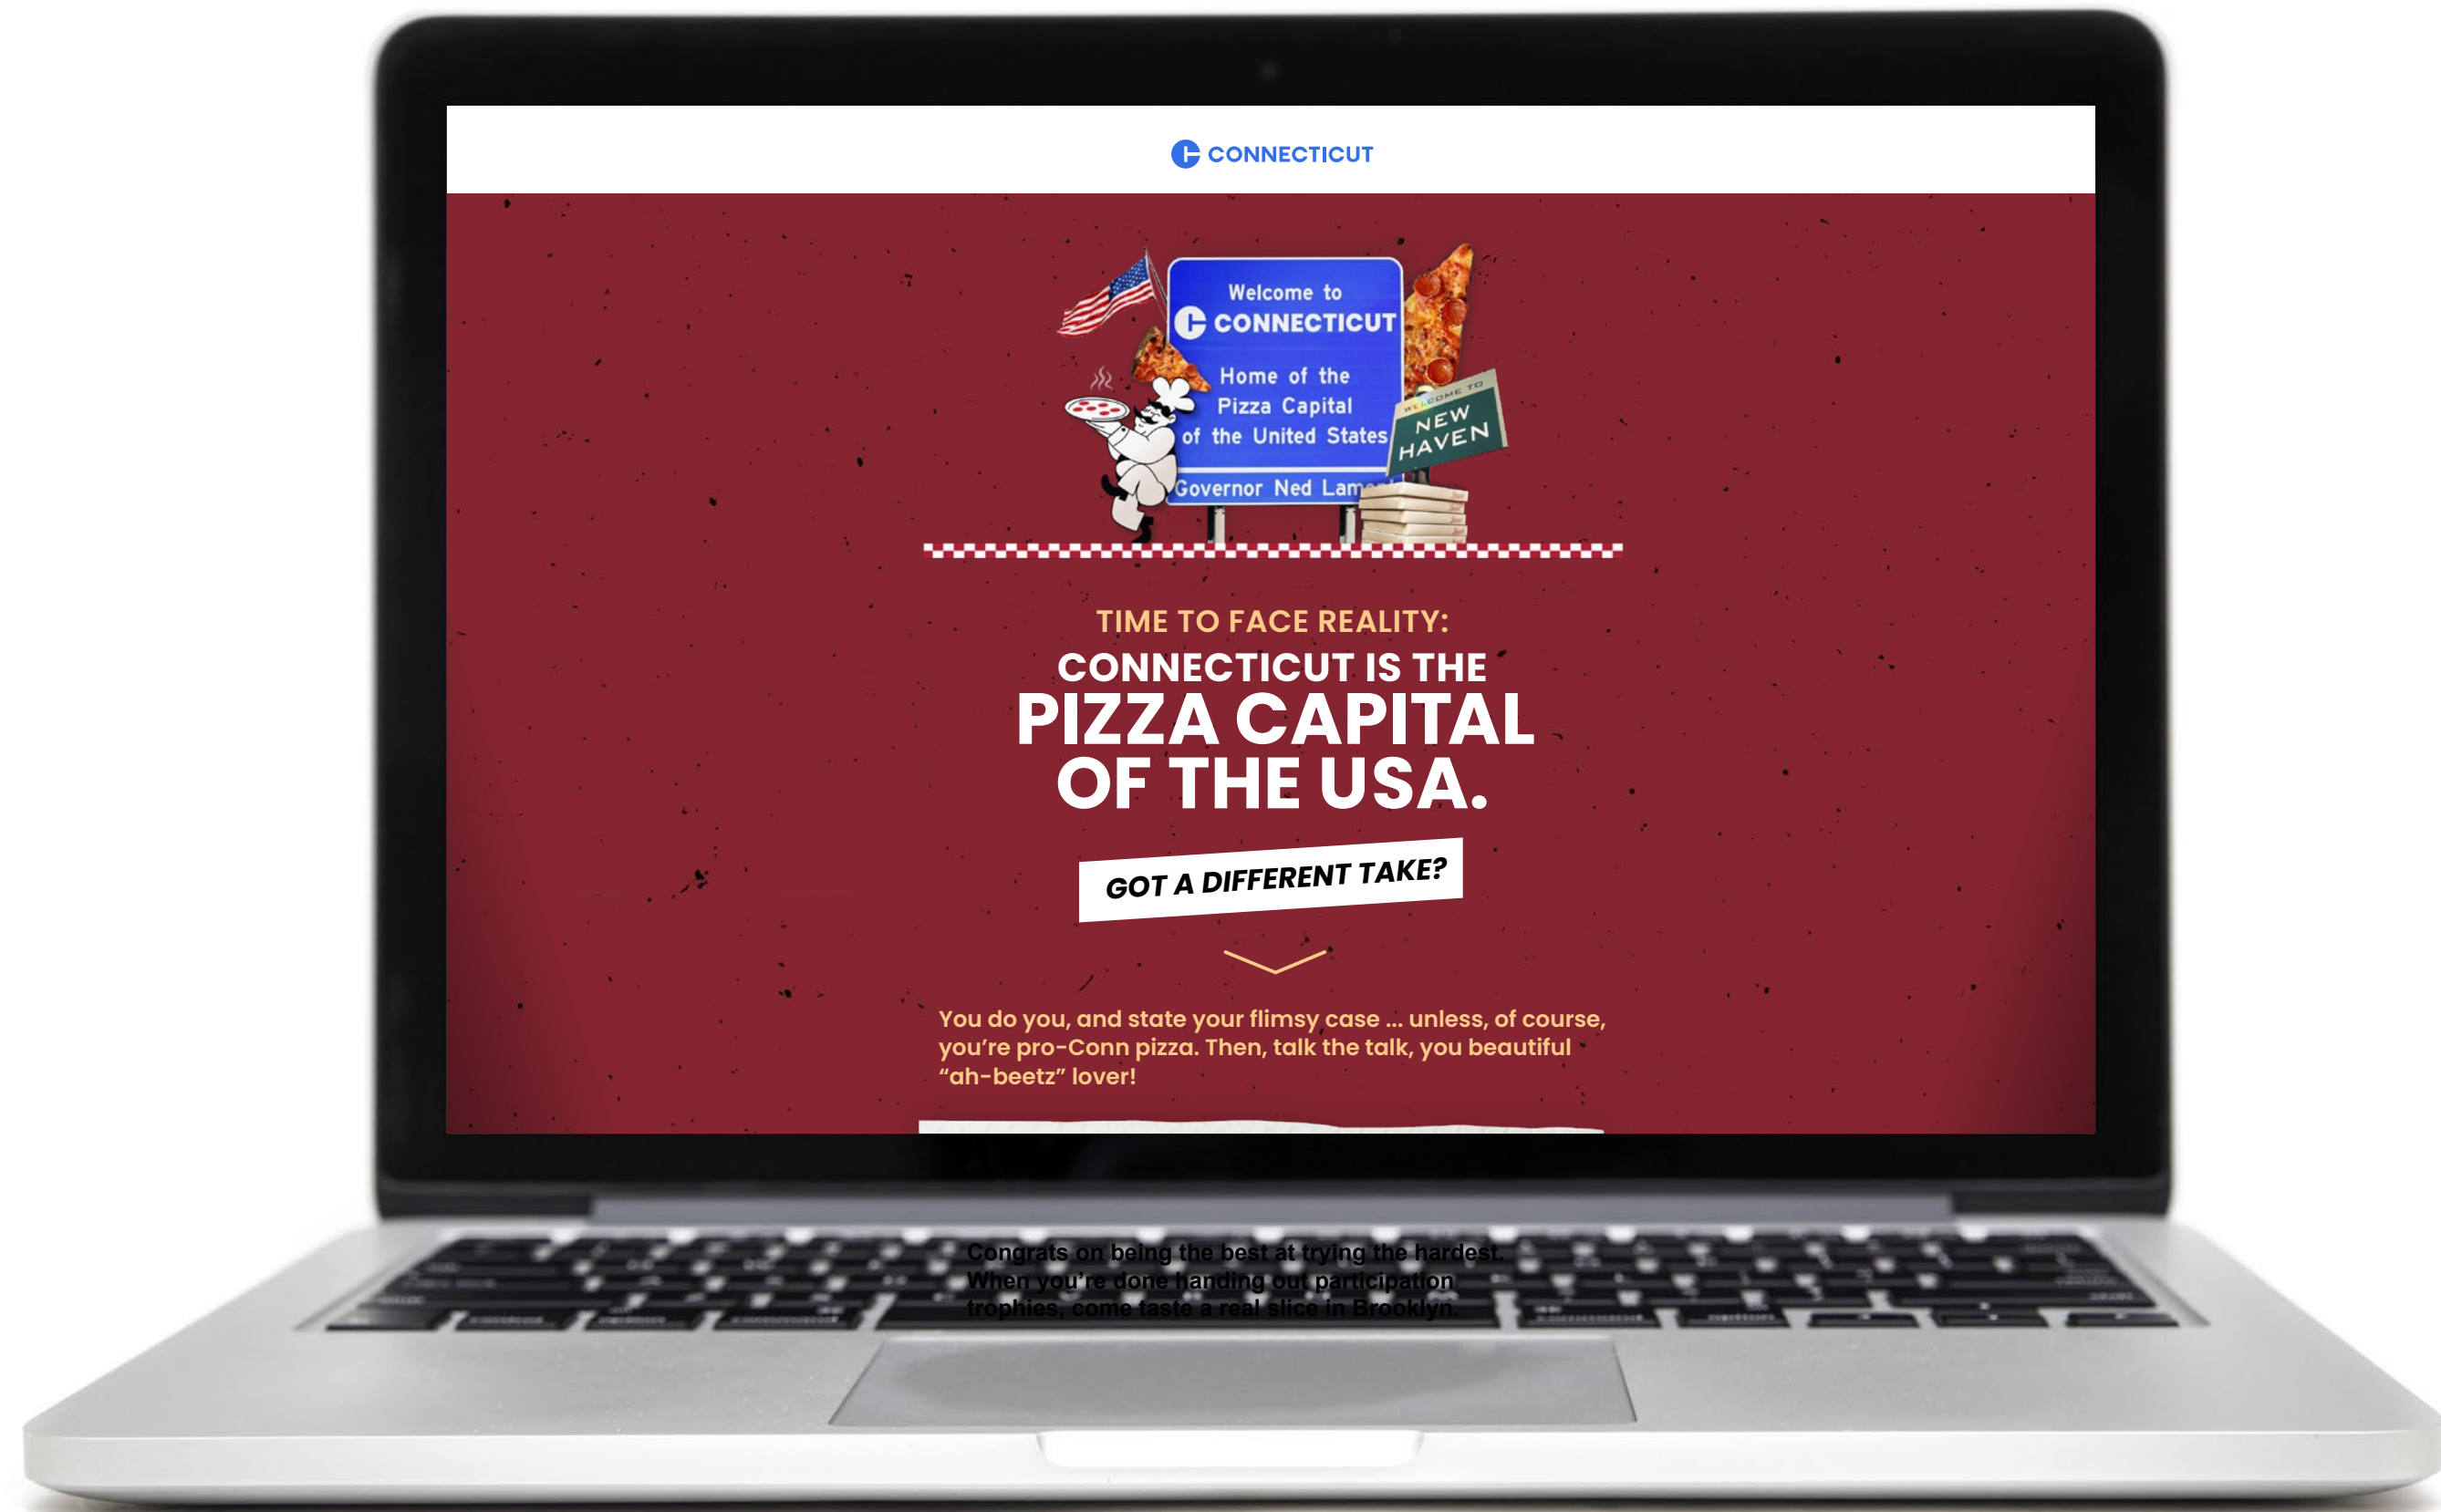 CONNECTICUT
Welcome to
CONNECTICUT
Home of the
Pizza Capital
of the United States
Governor Ned
WELCOME TO
NEW
HAVEN
TIME TO FACE REALITY:
CONNECTICUT IS THE
PIZZA CAPITAL
OF THE USA.
GOT A DIFFERENT TAKE?
You do you, and state your flimsy case ... unless, of course,
you're pro-Conn pizza. Then, talk the talk, you beautiful
“ah-beetz” lover!
Congrats on being the best at trying the hardest.
When you're done handing out participation
trophies, come taste a real slice in Brooklyn.